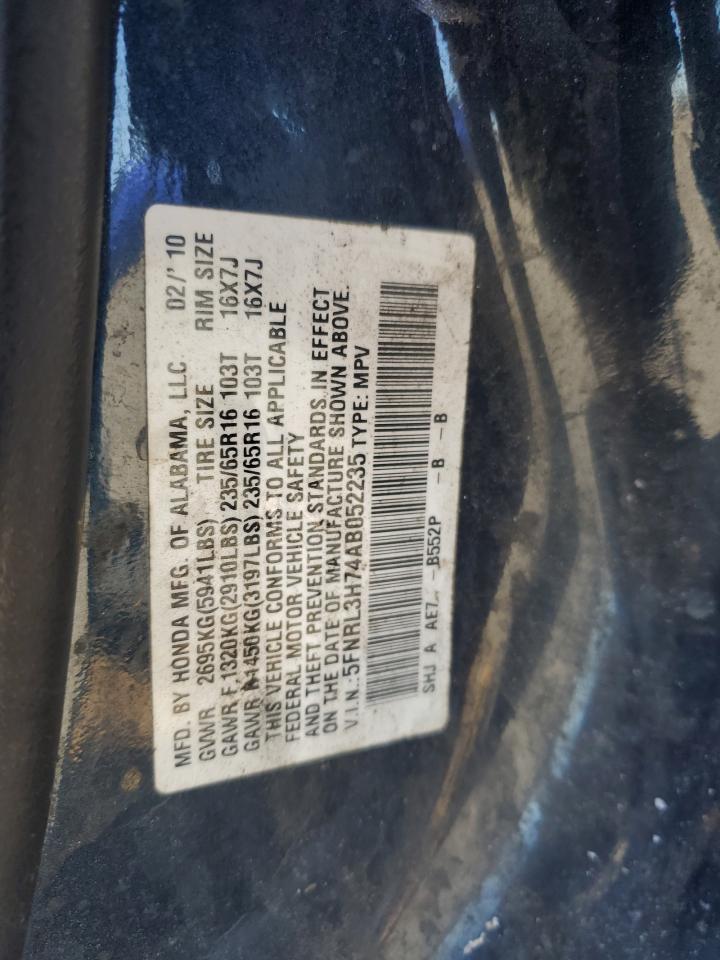 MFD. BY HONDA MFG. OF ALABAMA, LLC 02/' 10
GVWR 2695KG(5941LBS) TIRE SIZE RIM SIZE
GAWR F 1320KG(2910LBS) 235/65R16 103T 16X7J
GAWR R 1450KG(3197LBS) 235/65R16 103T 16X7J
THIS VEHICLE CONFORMS TO ALL APPLICABLE
FEDERAL MOTOR VEHICLE SAFETY
AND THEFT PREVENTION STANDARDS IN EFFECT
ON THE DATE OF MANUFACTURE SHOWN ABOVE.
V.I.N.:5FNRL3H74AB052235 TYPE: MPV
SHJ A AE7 -B552P -B -B